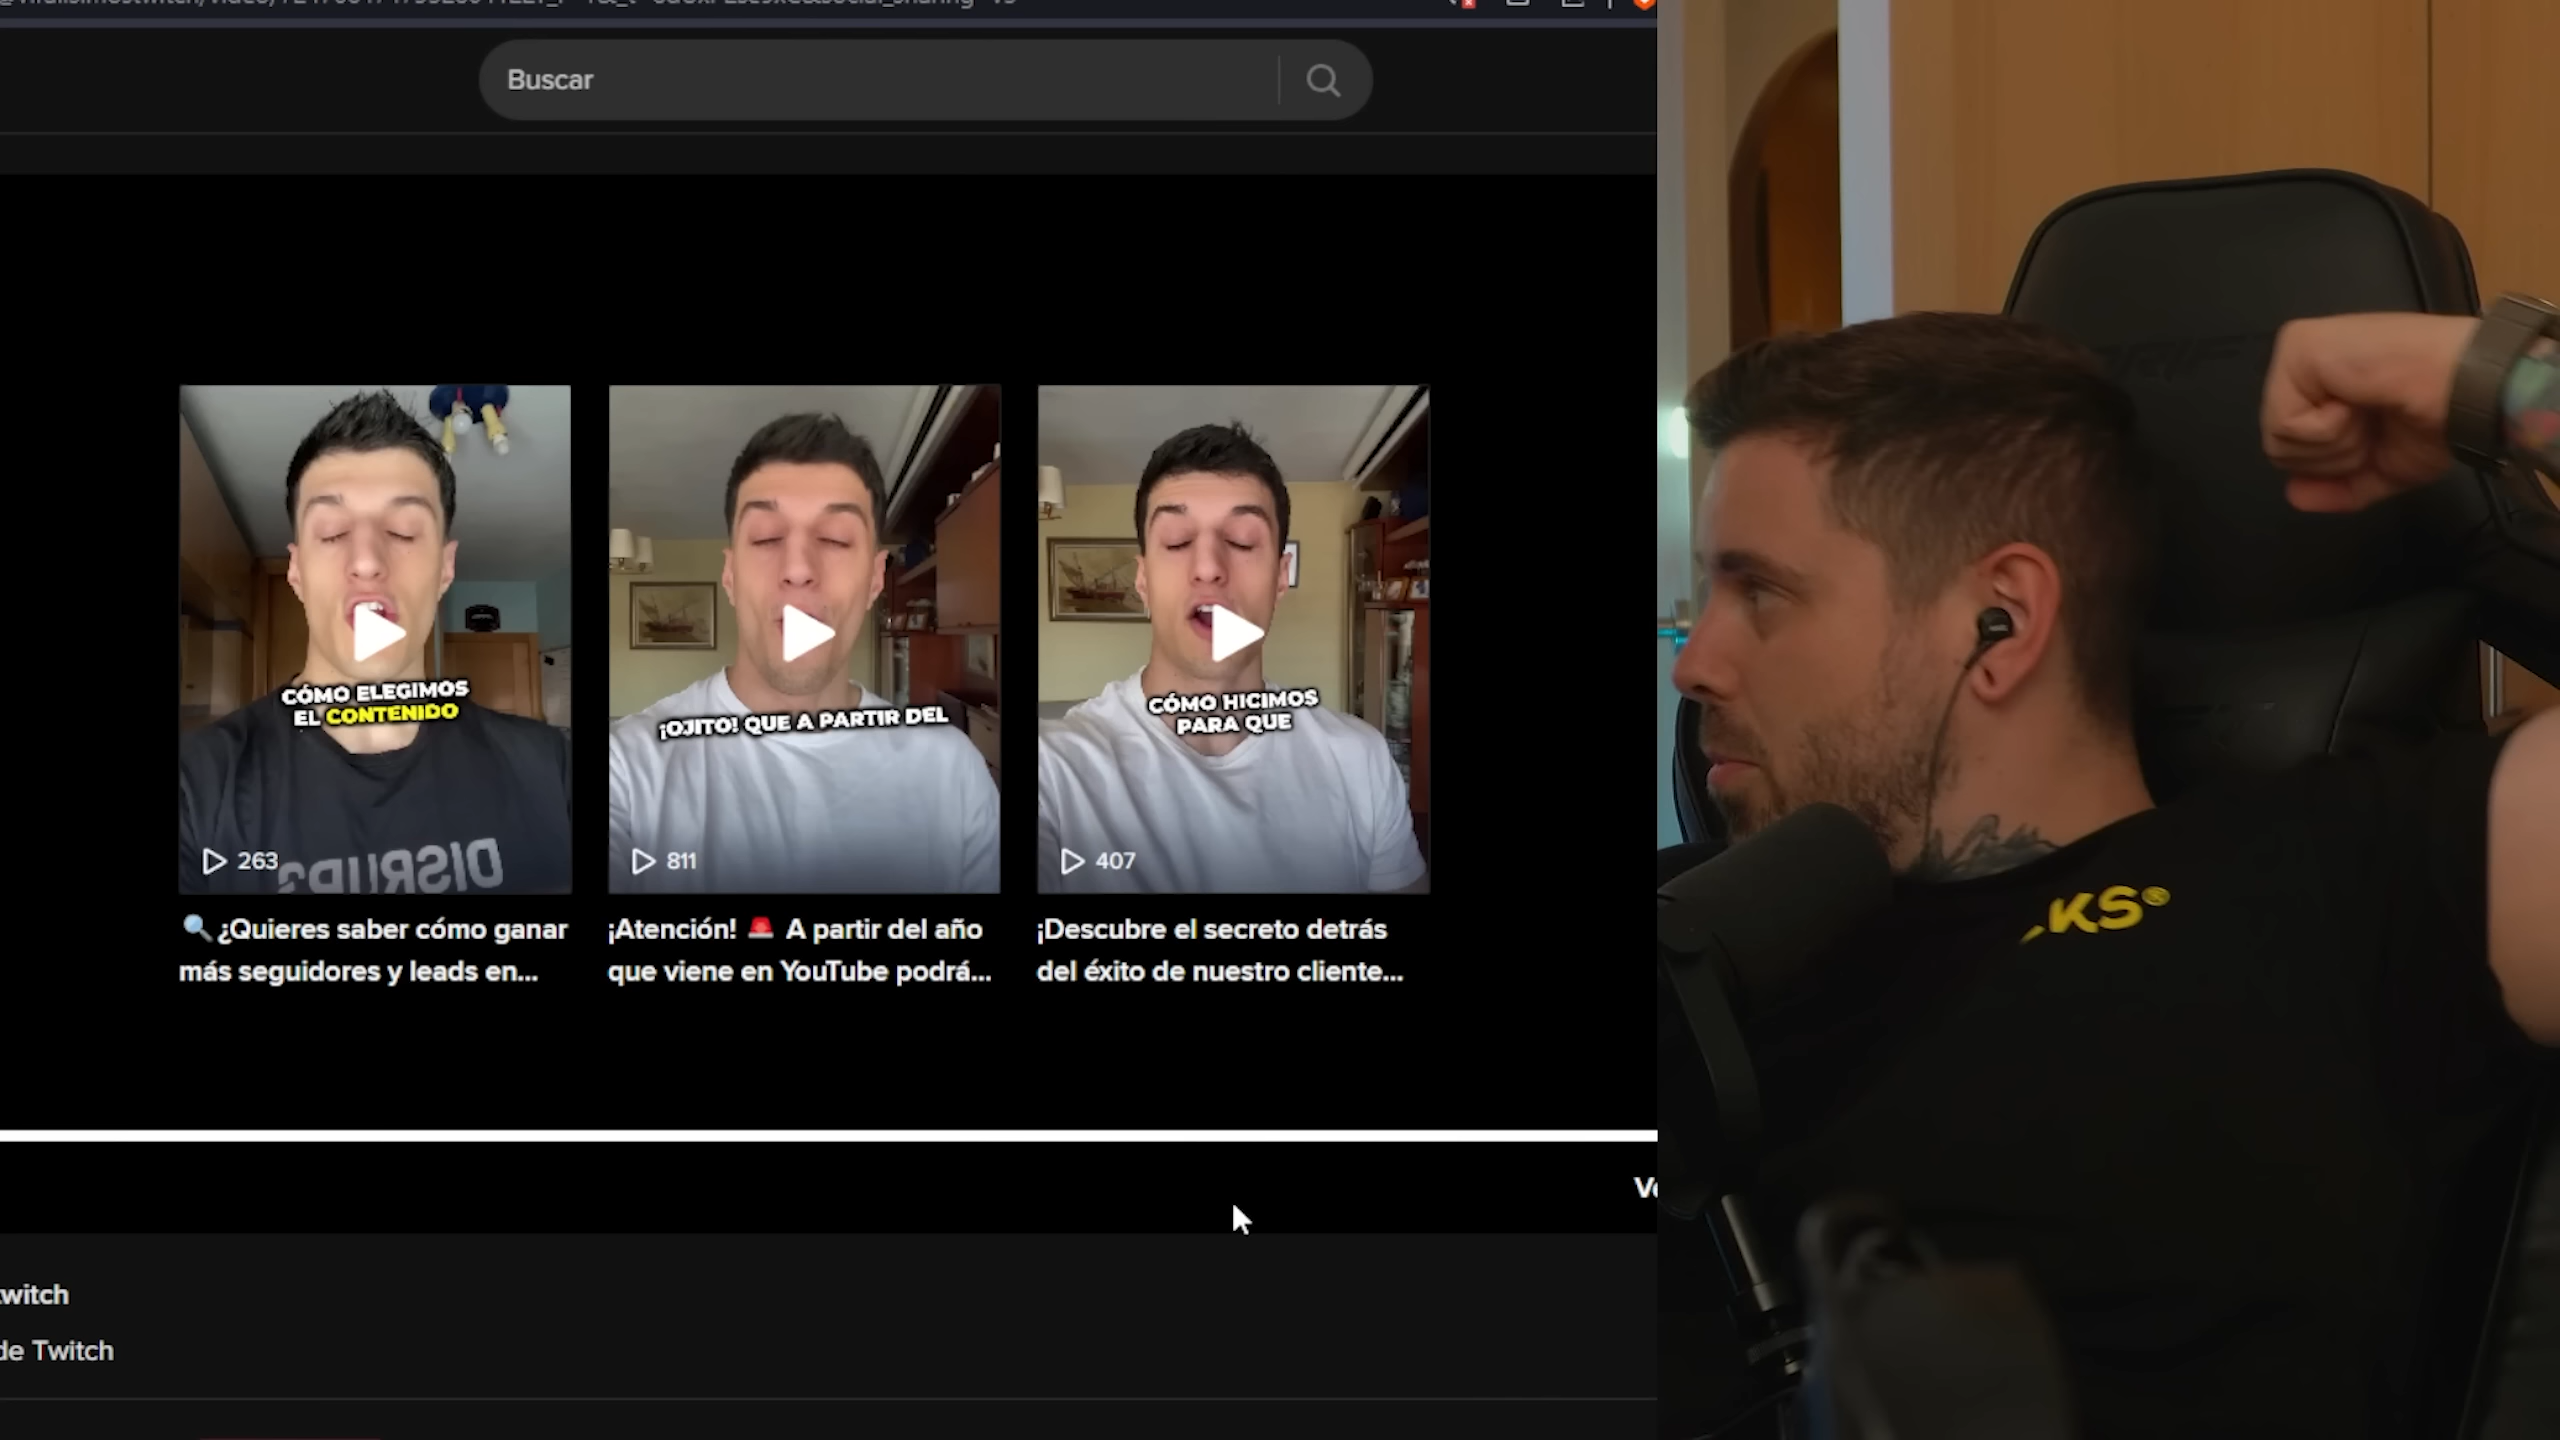 Buscar
CÓMO ELEGIMOS
EL CONTENIDO
¡OJITO! QUE A PARTIR DEL
CÓMO HICIMOS
PARA QUE
263
811
407
🔍 ¿Quieres saber cómo ganar
más seguidores y leads en...
¡Atención! 🚨 A partir del año
que viene en YouTube podrá...
¡Descubre el secreto detrás
del éxito de nuestro cliente...
KS®
de Twitch